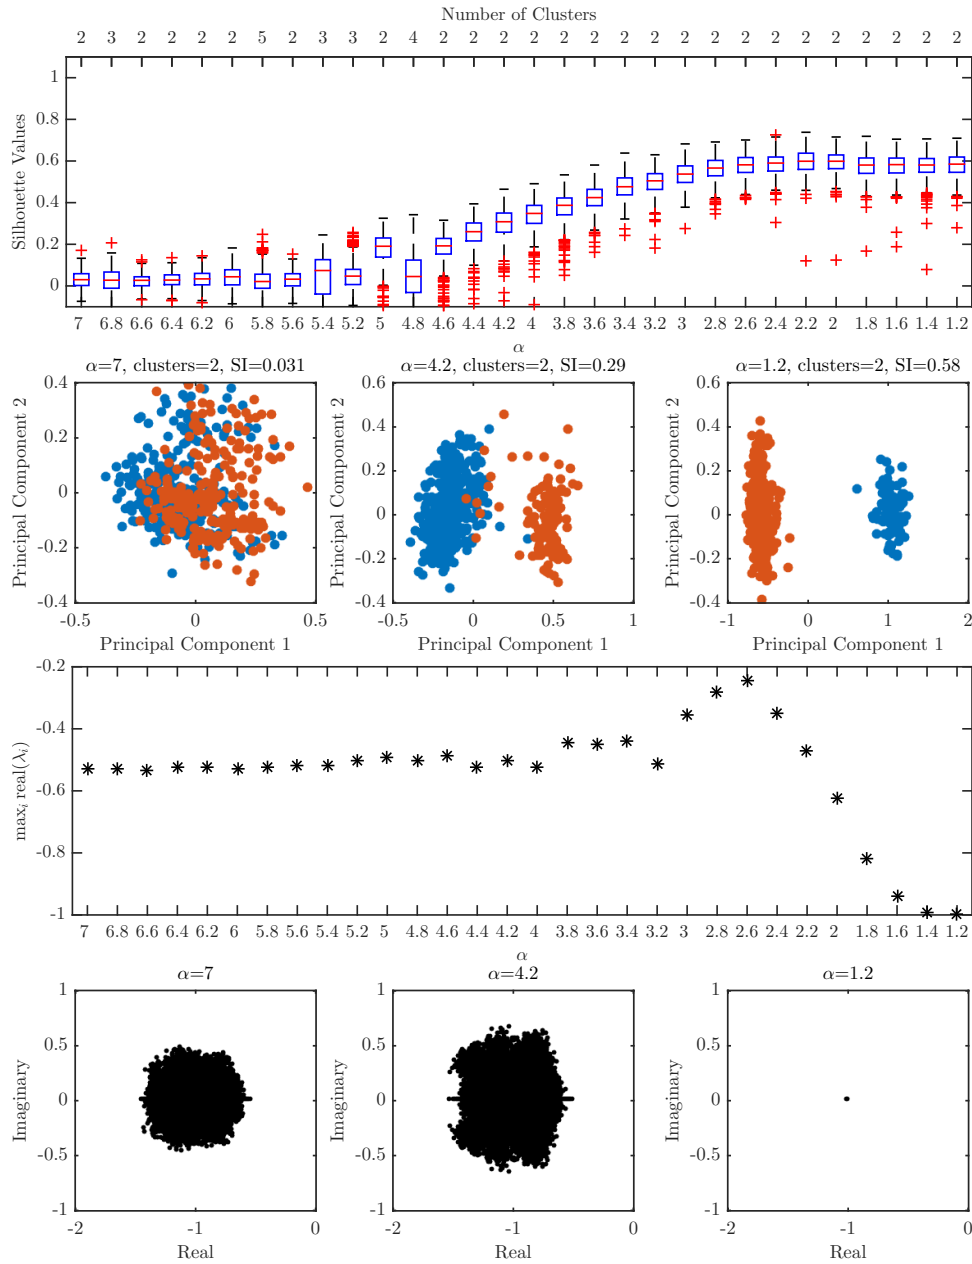 Number of Clusters
2 3 2 2 2 2 5 2 3 3 2 4 2 2 2 2 2 2 2 2 2 2 2 2 2 2 2 2 2 2
Silhouette Values
1
0.8
0.6
0.4
0.2
0
7 6.8 6.6 6.4 6.2 6 5.8 5.6 5.4 5.2 5 4.8 4.6 4.4 4.2 4 3.8 3.6 3.4 3.2 3 2.8 2.6 2.4 2.2 2 1.8 1.6 1.4 1.2
α
α=7, clusters=2, SI=0.031
Principal Component 2
0.4
0.2
0
-0.2
-0.4
-0.5 0 0.5
Principal Component 1
α=4.2, clusters=2, SI=0.29
Principal Component 2
0.6
0.4
0.2
0
-0.2
-0.4
-0.5 0 0.5 1
Principal Component 1
α=1.2, clusters=2, SI=0.58
Principal Component 2
0.6
0.4
0.2
0
-0.2
-0.4
-1 0 1 2
Principal Component 1
maxᵢ real(λᵢ)
-0.2
-0.4
-0.6
-0.8
-1
7 6.8 6.6 6.4 6.2 6 5.8 5.6 5.4 5.2 5 4.8 4.6 4.4 4.2 4 3.8 3.6 3.4 3.2 3 2.8 2.6 2.4 2.2 2 1.8 1.6 1.4 1.2
α
α=7
Imaginary
1
0.5
0
-0.5
-1
-2 -1 0
Real
α=4.2
Imaginary
1
0.5
0
-0.5
-1
-2 -1 0
Real
α=1.2
Imaginary
1
0.5
0
-0.5
-1
-2 -1 0
Real